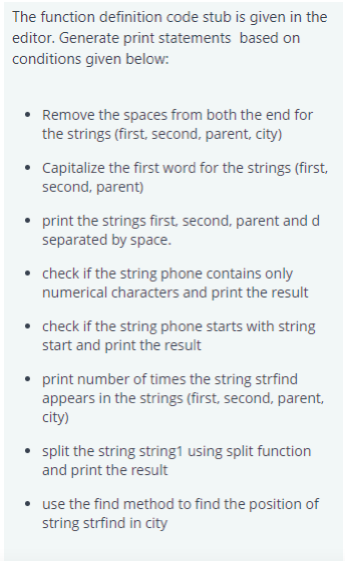 The function definition code stub is given in the
editor. Generate print statements  based on
conditions given below:
• Remove the spaces from both the end for
the strings (first, second, parent, city)
• Capitalize the first word for the strings (first,
second, parent)
• print the strings first, second, parent and d
separated by space.
• check if the string phone contains only
numerical characters and print the result
• check if the string phone starts with string
start and print the result
• print number of times the string strfind
appears in the strings (first, second, parent,
city)
• split the string string1 using split function
and print the result
• use the find method to find the position of
string strfind in city